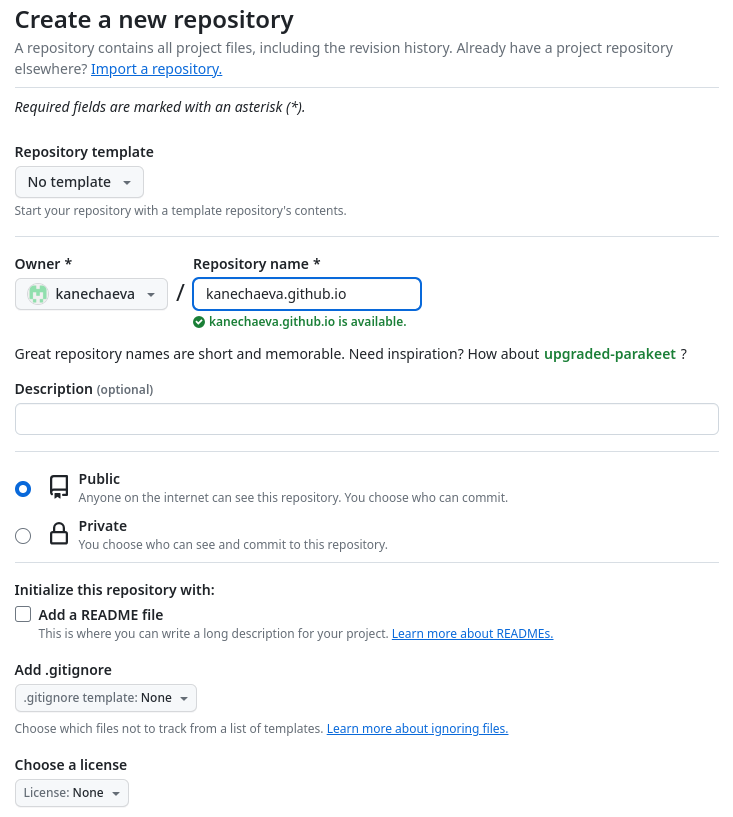 Create a new repository
A repository contains all project files, including the revision history. Already have a project repository
elsewhere? Import a repository.
Required fields are marked with an asterisk (*).
Repository template
No template
Start your repository with a template repository's contents.
Owner *
Repository name *
kanechaeva
/
kanechaeva.github.io
kanechaeva.github.io is available.
Great repository names are short and memorable. Need inspiration? How about upgraded-parakeet ?
Description (optional)
Public
Anyone on the internet can see this repository. You choose who can commit.
Private
You choose who can see and commit to this repository.
Initialize this repository with:
Add a README file
This is where you can write a long description for your project. Learn more about READMEs.
Add .gitignore
.gitignore template: None
Choose which files not to track from a list of templates. Learn more about ignoring files.
Choose a license
License: None